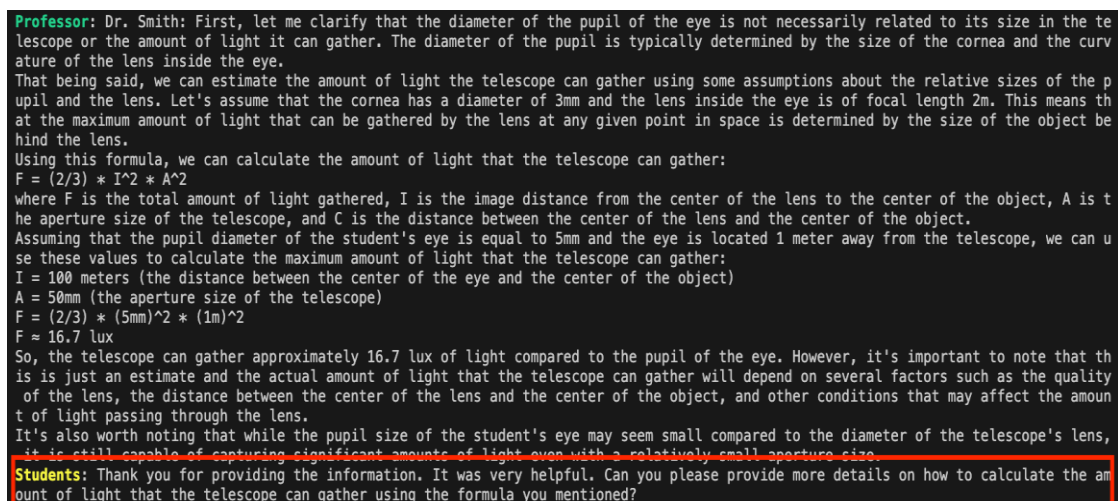 Professor: Dr. Smith: First, let me clarify that the diameter of the pupil of the eye is not necessarily related to its size in the te
lescope or the amount of light it can gather. The diameter of the pupil is typically determined by the size of the cornea and the curv
ature of the lens inside the eye.
That being said, we can estimate the amount of light the telescope can gather using some assumptions about the relative sizes of the p
upil and the lens. Let's assume that the cornea has a diameter of 3mm and the lens inside the eye is of focal length 2m. This means th
at the maximum amount of light that can be gathered by the lens at any given point in space is determined by the size of the object be
hind the lens.
Using this formula, we can calculate the amount of light that the telescope can gather:
F = (2/3) * I^2 * A^2
where F is the total amount of light gathered, I is the image distance from the center of the lens to the center of the object, A is t
he aperture size of the telescope, and C is the distance between the center of the lens and the center of the object.
Assuming that the pupil diameter of the student's eye is equal to 5mm and the eye is located 1 meter away from the telescope, we can u
se these values to calculate the maximum amount of light that the telescope can gather:
I = 100 meters (the distance between the center of the eye and the center of the object)
A = 50mm (the aperture size of the telescope)
F = (2/3) * (5mm)^2 * (1m)^2
F ≈ 16.7 lux
So, the telescope can gather approximately 16.7 lux of light compared to the pupil of the eye. However, it's important to note that th
is is just an estimate and the actual amount of light that the telescope can gather will depend on several factors such as the quality
of the lens, the distance between the center of the lens and the center of the object, and other conditions that may affect the amoun
t of light passing through the lens.
It's also worth noting that while the pupil size of the student's eye may seem small compared to the diameter of the telescope's lens,
it is still capable of capturing significant amounts of light even with a relatively small aperture size.
Students: Thank you for providing the information. It was very helpful. Can you please provide more details on how to calculate the am
ount of light that the telescope can gather using the formula you mentioned?